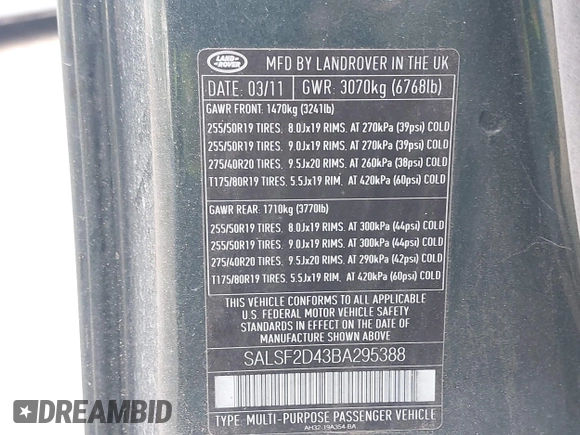 LAND
ROVER
MFD BY LANDROVER IN THE UK
DATE: 03/11 GWR: 3070kg (6768lb)
GAWR FRONT: 1470kg (3241lb)
255/50R19 TIRES, 8.0Jx19 RIMS, AT 270kPa (39psi) COLD
255/50R19 TIRES, 9.0Jx19 RIMS, AT 270kPa (39psi) COLD
275/40R20 TIRES, 9.5Jx20 RIMS, AT 260kPa (38psi) COLD
T175/80R19 TIRES, 5.5Jx19 RIM, AT 420kPa (60psi) COLD
GAWR REAR: 1710kg (3770lb)
255/50R19 TIRES, 8.0Jx19 RIMS, AT 300kPa (44psi) COLD
255/50R19 TIRES, 9.0Jx19 RIMS, AT 300kPa (44psi) COLD
275/40R20 TIRES, 9.5Jx20 RIMS, AT 290kPa (42psi) COLD
T175/80R19 TIRES, 5.5Jx19 RIM, AT 420kPa (60psi) COLD
THIS VEHICLE CONFORMS TO ALL APPLICABLE
U.S. FEDERAL MOTOR VEHICLE SAFETY
STANDARDS IN EFFECT ON THE DATE OF
MANUFACTURE SHOWN ABOVE.
SALSF2D43BA295388
TYPE: MULTI-PURPOSE PASSENGER VEHICLE
AH32-19A354-BA
DIDIT.COM